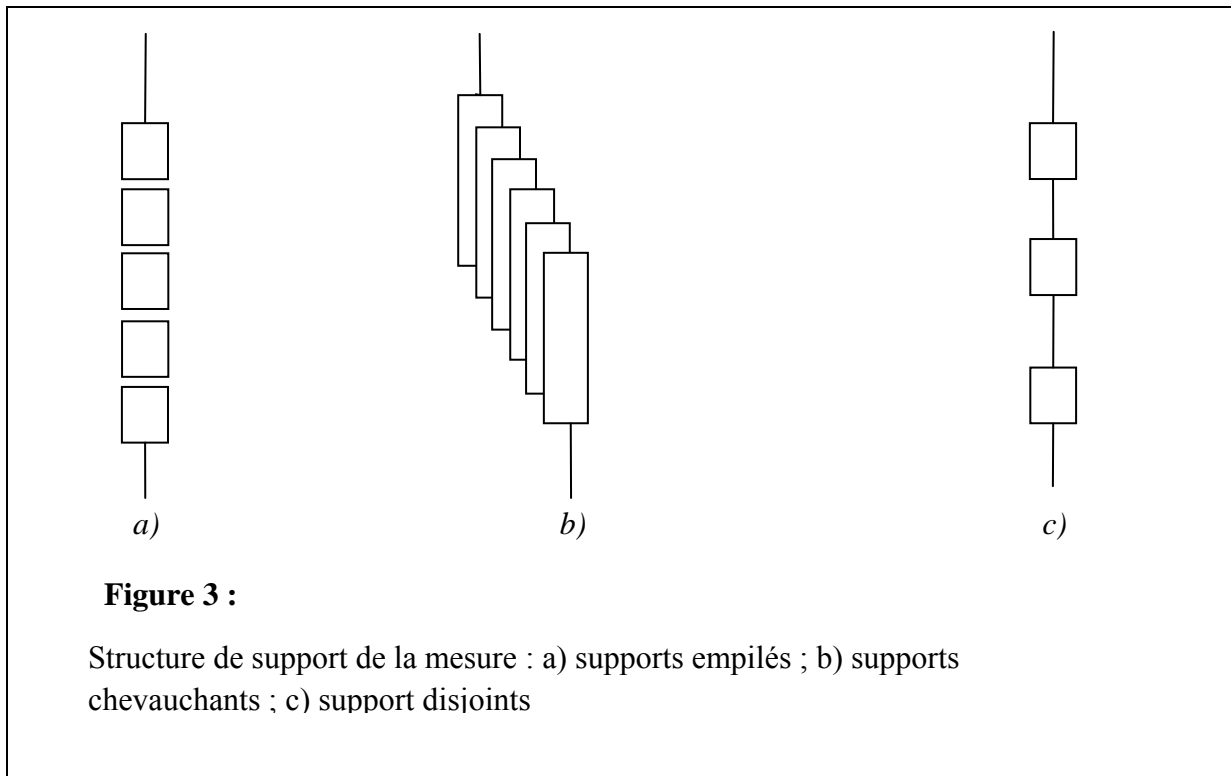 a) b) c)
Figure 3 :
Structure de support de la mesure : a) supports empilés ; b) supports
chevauchants ; c) support disjoints